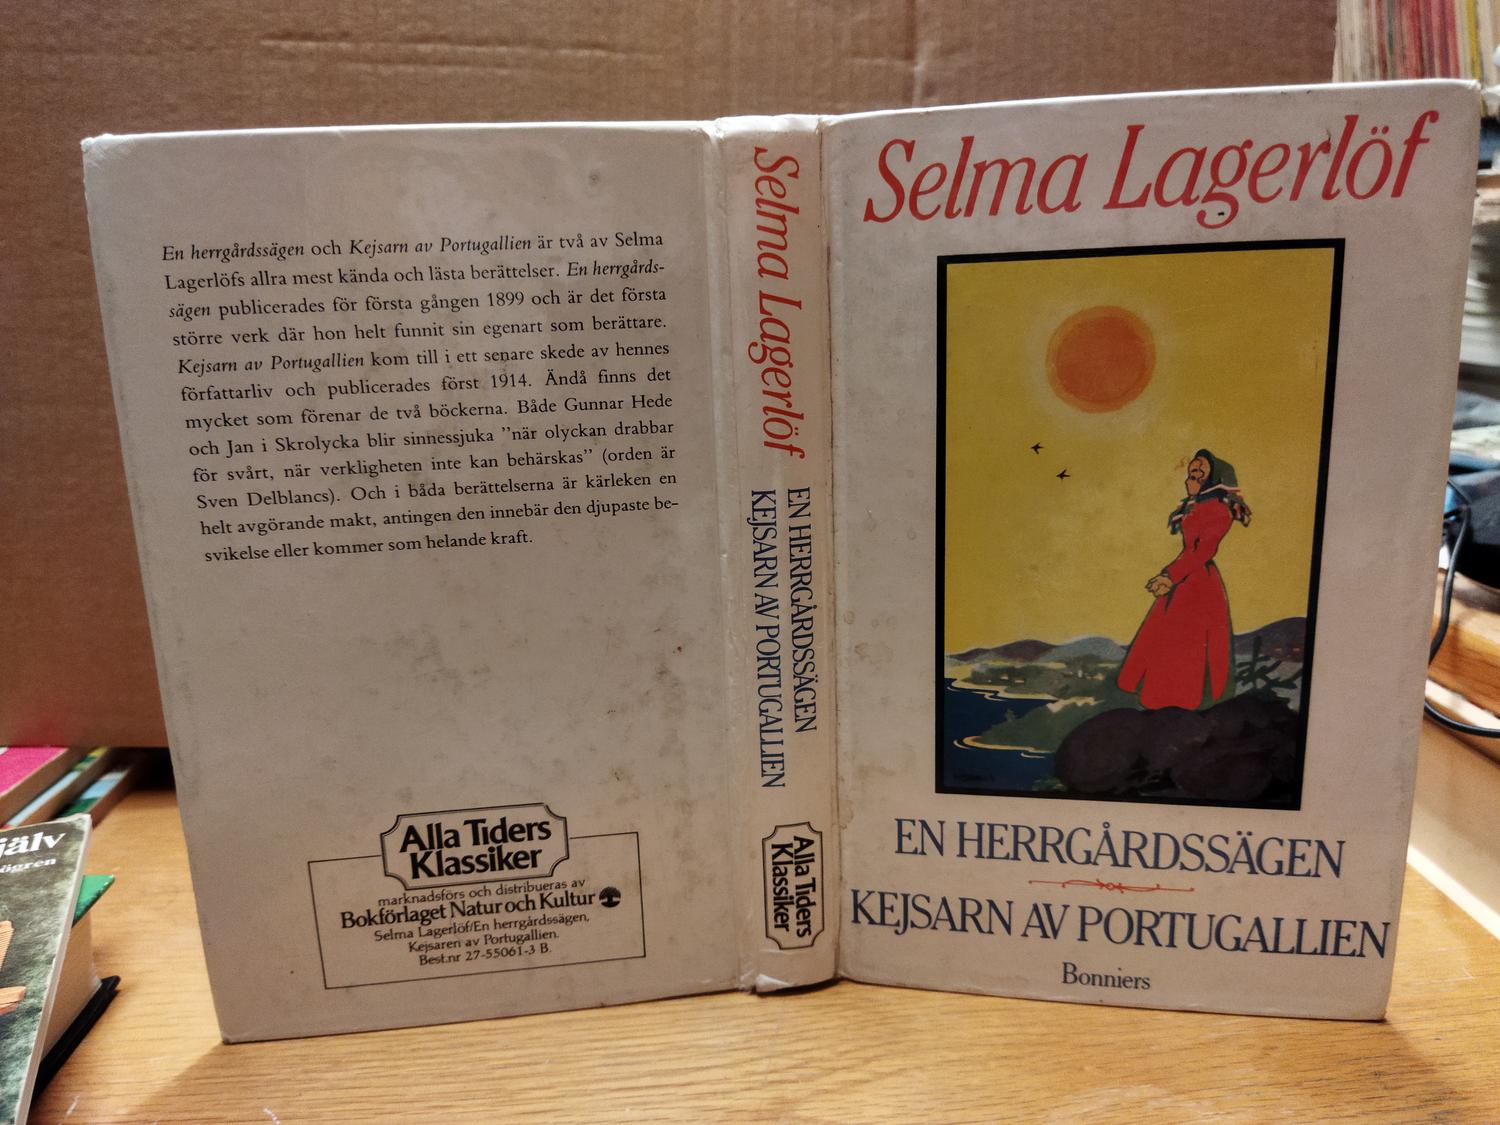 En herrgårdssägen och Kejsarn av Portugallien är två av Selma
Lagerlöfs allra mest kända och lästa berättelser. En herrgårds-
sägen publicerades för första gången 1899 och är det första
större verk där hon helt funnit sin egenart som berättare.
Kejsarn av Portugallien kom till i ett senare skede av hennes
författarliv och publicerades först 1914. Ändå finns det
mycket som förenar de två böckerna. Både Gunnar Hede
och Jan i Skrolycka blir sinnessjuka ”när olyckan drabbar
för svårt, när verkligheten inte kan behärskas” (orden är
Sven Delblancs). Och i båda berättelserna är kärleken en
helt avgörande makt, antingen den innebär den djupaste be-
svikelse eller kommer som helande kraft.
Alla Tiders
Klassiker
marknadsförs och distribueras av
Bokförlaget Natur och Kultur
Selma Lagerlöf/En herrgårdssägen,
Kejsaren av Portugallien.
Best.nr 27-55061-3 B.
Selma Lagerlöf
EN HERRGÅRDSSÄGEN
KEJSARN AV PORTUGALLIEN
Alla Tiders
Klassiker
Selma Lagerlöf
EN HERRGÅRDSSÄGEN
KEJSARN AV PORTUGALLIEN
Bonniers
jälv
ögren